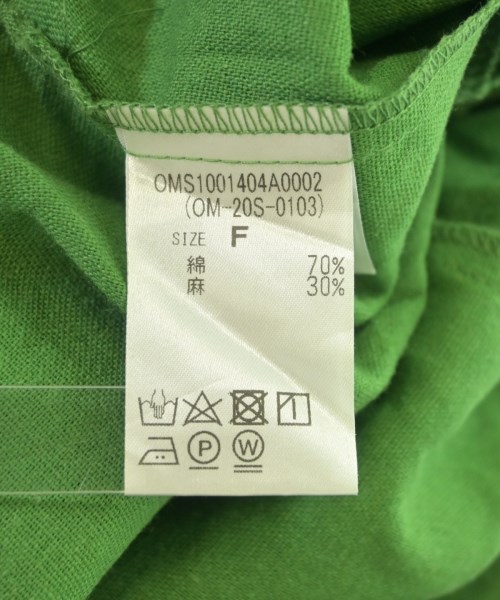 OMS1001404A0002
(OM-20S-0103)
SIZE F
綿 70%
麻 30%
P W